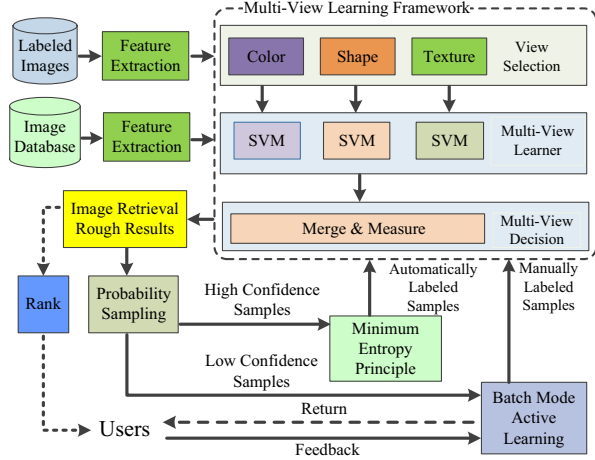 Multi-View Learning Framework
Labeled
Images
Feature
Extraction
Color
Shape
Texture
View
Selection
Image
Database
Feature
Extraction
SVM
SVM
SVM
Multi-View
Learner
Image Retrieval
Rough Results
Merge & Measure
Multi-View
Decision
Rank
Probability
Sampling
High Confidence
Samples
Automatically
Labeled
Samples
Manually
Labeled
Samples
Minimum
Entropy
Principle
Low Confidence
Samples
Batch Mode
Active
Learning
Return
Users
Feedback